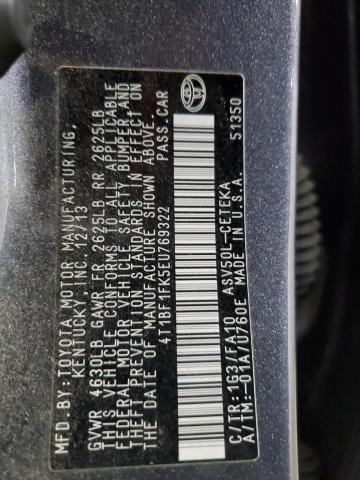 MFD. BY: TOYOTA MOTOR MANUFACTURING,
KENTUCKY, INC. 12/13
GVWR 4630LB GAWR FR 2625LB RR 2625LB
THIS VEHICLE CONFORMS TO ALL APPLICABLE
FEDERAL MOTOR VEHICLE SAFETY, BUMPER, AND
THEFT PREVENTION STANDARDS IN EFFECT ON
THE DATE OF MANUFACTURE SHOWN ABOVE.
4T1BF1FK5EU769322 PASS.CAR
C/TR:1G3/FA10 ASV50L-CETEKA
A/TM:-01A/U760E MADE IN U.S.A. 51350